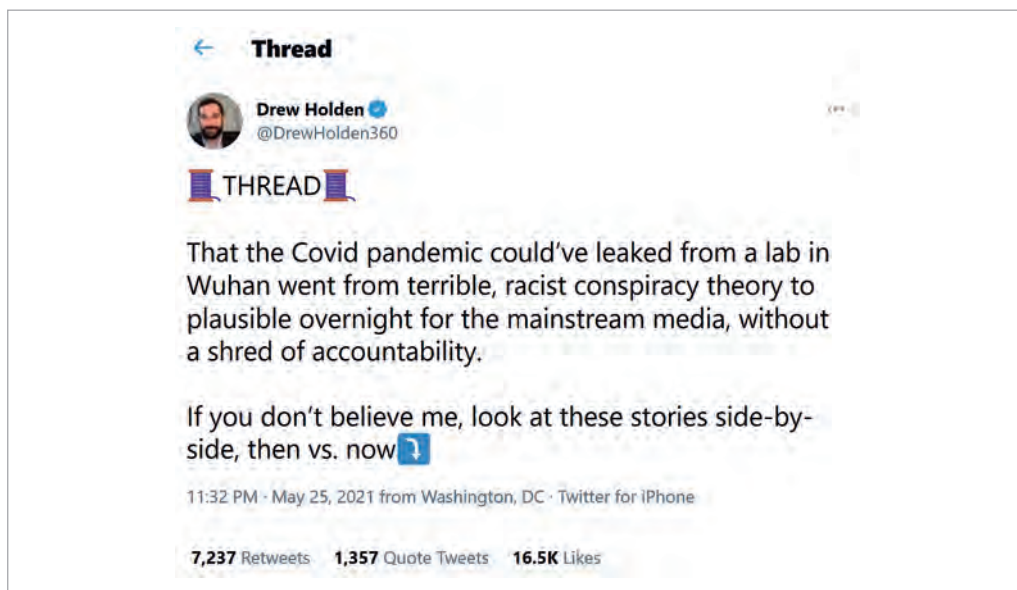 Thread
Drew Holden
@DrewHolden360
🧵THREAD🧵
That the Covid pandemic could've leaked from a lab in
Wuhan went from terrible, racist conspiracy theory to
plausible overnight for the mainstream media, without
a shred of accountability.
If you don't believe me, look at these stories side-by-
side, then vs. now⤵️
11:32 PM · May 25, 2021 from Washington, DC · Twitter for iPhone
7,237 Retweets 1,357 Quote Tweets 16.5K Likes